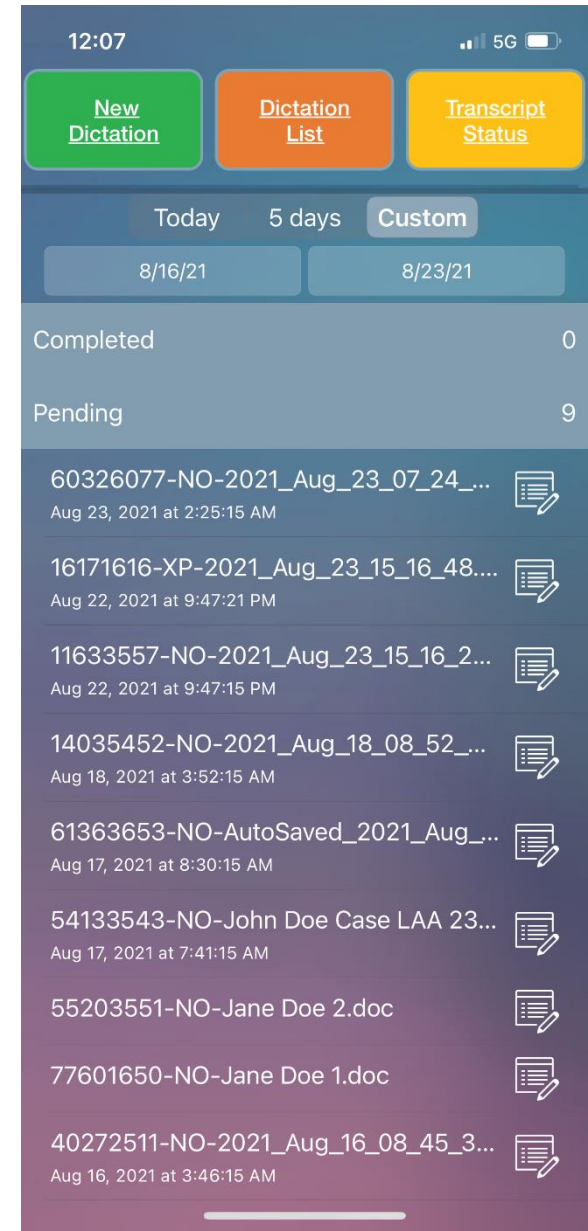 12:07
5G
New
Dictation
Dictation
List
Transcript
Status
Today 5 days Custom
8/16/21 8/23/21
Completed 0
Pending 9
60326077-NO-2021_Aug_23_07_24_...
Aug 23, 2021 at 2:25:15 AM
16171616-XP-2021_Aug_23_15_16_48....
Aug 22, 2021 at 9:47:21 PM
11633557-NO-2021_Aug_23_15_16_2...
Aug 22, 2021 at 9:47:15 PM
14035452-NO-2021_Aug_18_08_52_...
Aug 18, 2021 at 3:52:15 AM
61363653-NO-AutoSaved_2021_Aug_...
Aug 17, 2021 at 8:30:15 AM
54133543-NO-John Doe Case LAA 23...
Aug 17, 2021 at 7:41:15 AM
55203551-NO-Jane Doe 2.doc
77601650-NO-Jane Doe 1.doc
40272511-NO-2021_Aug_16_08_45_3...
Aug 16, 2021 at 3:46:15 AM